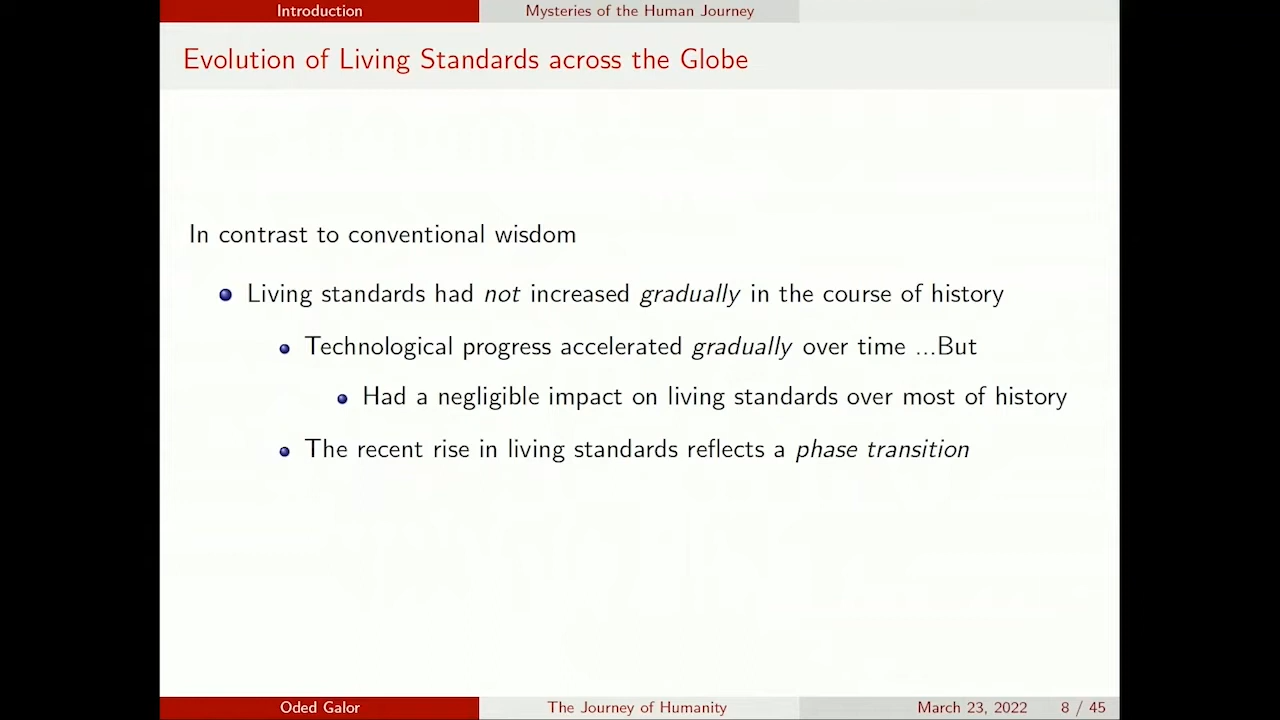 Introduction
Mysteries of the Human Journey
Evolution of Living Standards across the Globe
In contrast to conventional wisdom
Living standards had not increased gradually in the course of history
Technological progress accelerated gradually over time ...But
Had a negligible impact on living standards over most of history
The recent rise in living standards reflects a phase transition
Oded Galor
The Journey of Humanity
March 23, 2022
8 / 45